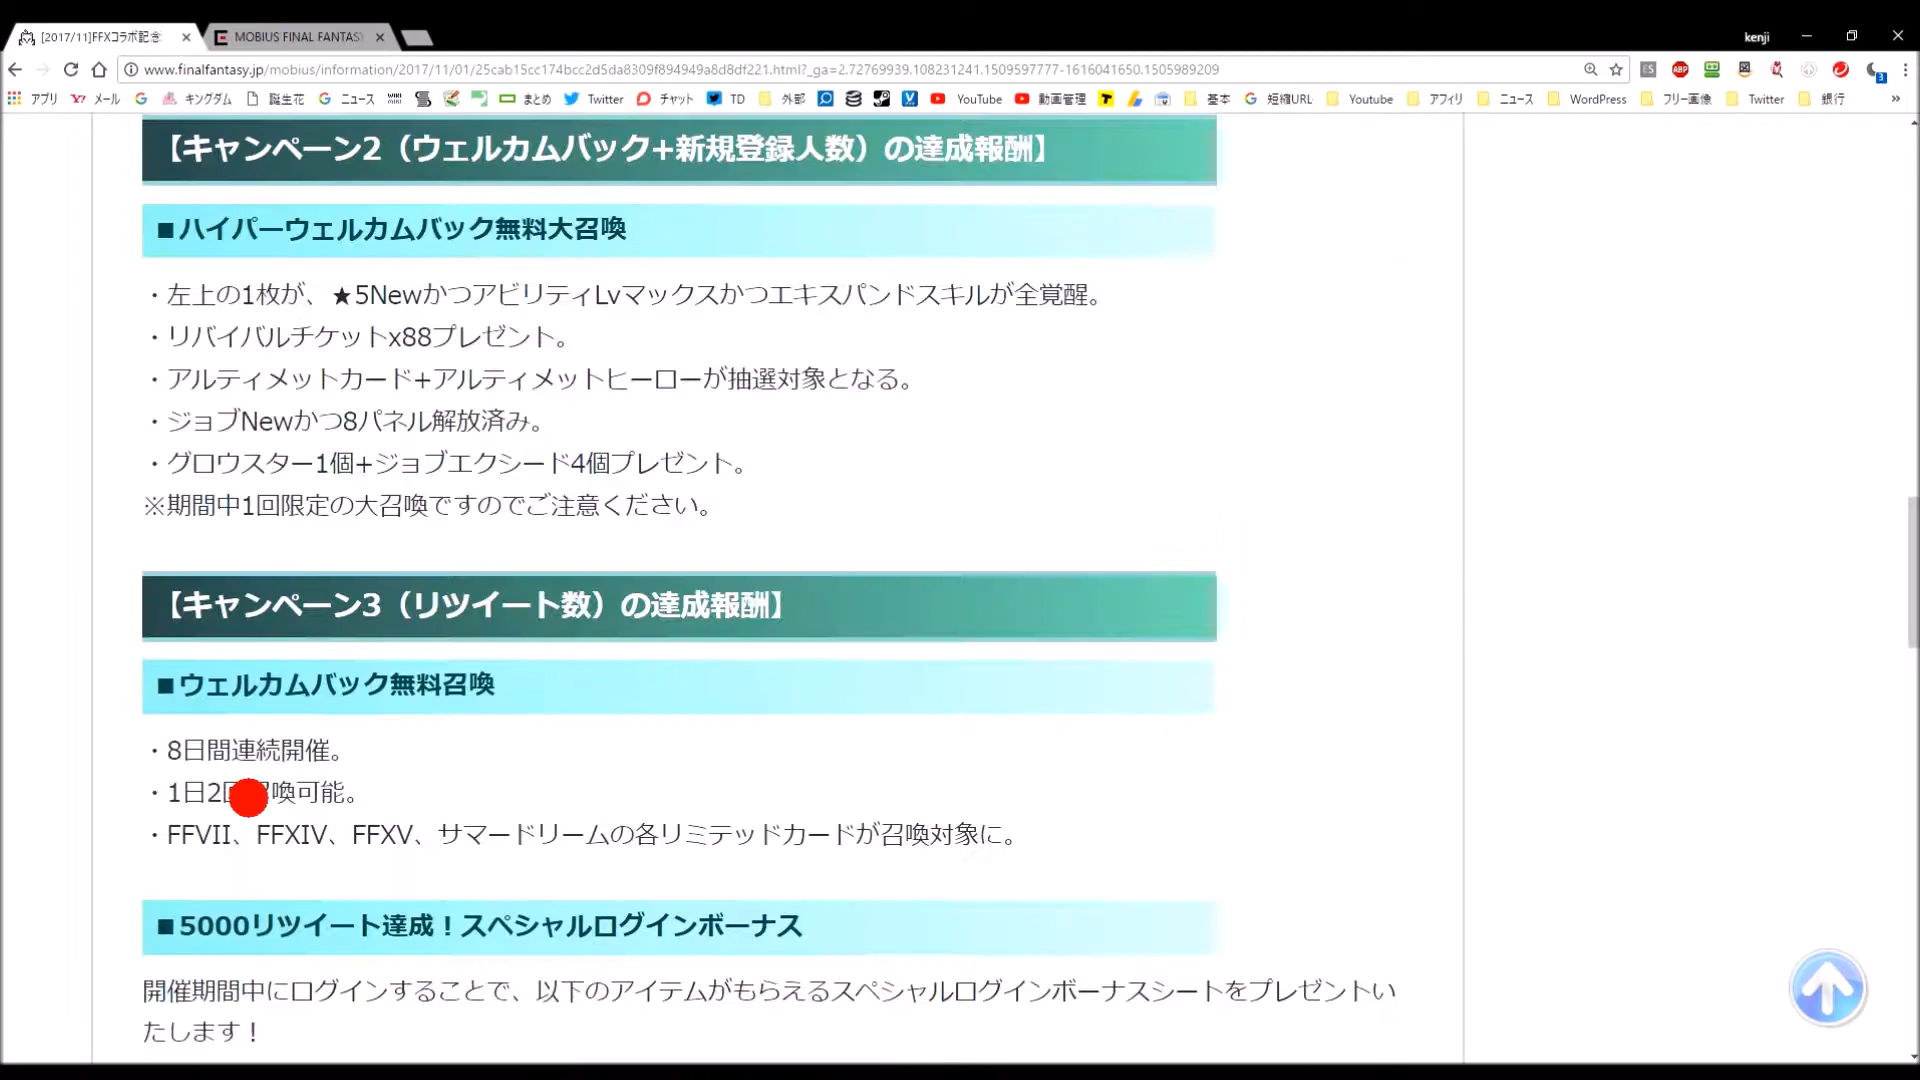 [2017/11]FFXコラボ記念
MOBIUS FINAL FANTAS
kenji
www.finalfantasy.jp/mobius/information/2017/11/01/25cab15cc174bcc2d5da8309f894949a8d8df221.html?_ga=2.72769939.108231241.1509597777-1616041650.1505989209
アプリ メール キングダム 誕生花 ニュース まとめ Twitter チャット TD 外部 YouTube 動画管理 基本 短縮URL Youtube アフィリ ニュース WordPress フリー画像 Twitter 銀行 »
【キャンペーン2（ウェルカムバック+新規登録人数）の達成報酬】
■ハイパーウェルカムバック無料大召喚
・左上の1枚が、★5NewかつアビリティLvマックスかつエキスパンドスキルが全覚醒。
・リバイバルチケットx88プレゼント。
・アルティメットカード+アルティメットヒーローが抽選対象となる。
・ジョブNewかつ8パネル解放済み。
・グロウスター1個+ジョブエクシード4個プレゼント。
※期間中1回限定の大召喚ですのでご注意ください。
【キャンペーン3（リツイート数）の達成報酬】
■ウェルカムバック無料召喚
・8日間連続開催。
・1日2回召喚可能。
・FFVII、FFXIV、FFXV、サマードリームの各リミテッドカードが召喚対象に。
■5000リツイート達成！スペシャルログインボーナス
開催期間中にログインすることで、以下のアイテムがもらえるスペシャルログインボーナスシートをプレゼントい
たします！